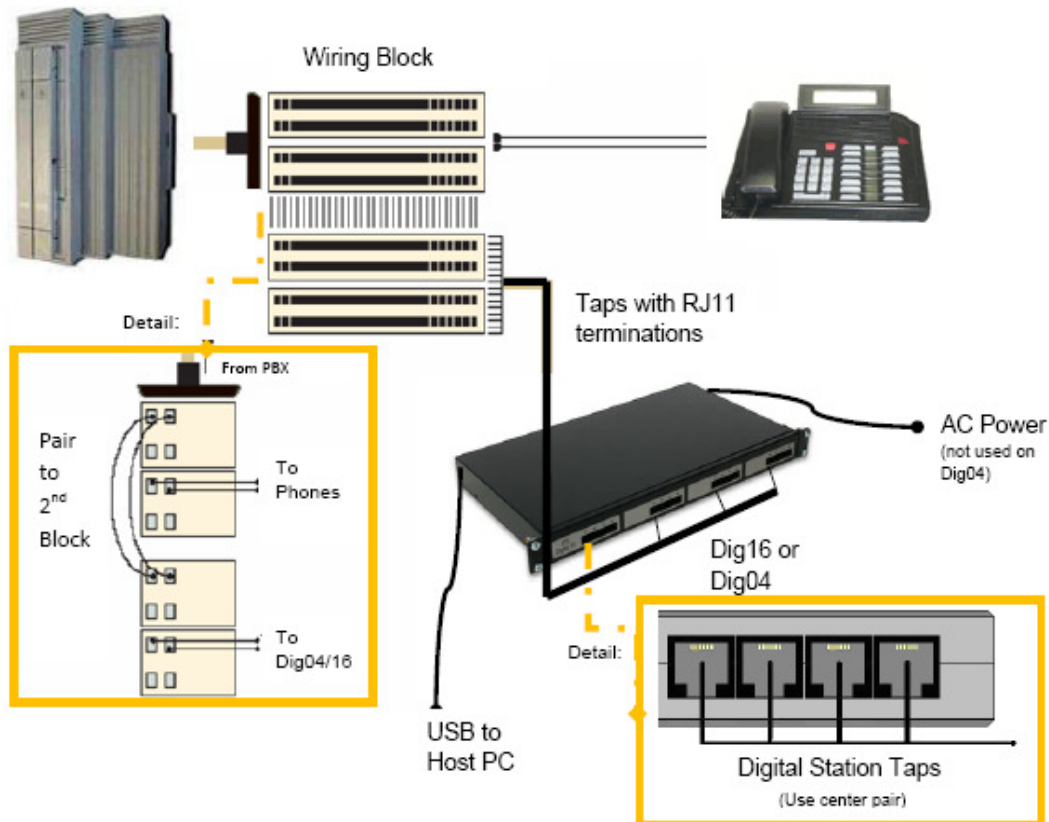 Wiring Block
Taps with RJ11
terminations
Detail:
From PBX
Pair
to
2nd
Block
To
Phones
To
Dig04/16
AC Power
(not used on
Dig04)
Dig16 or
Dig04
Detail:
USB to
Host PC
Digital Station Taps
(Use center pair)